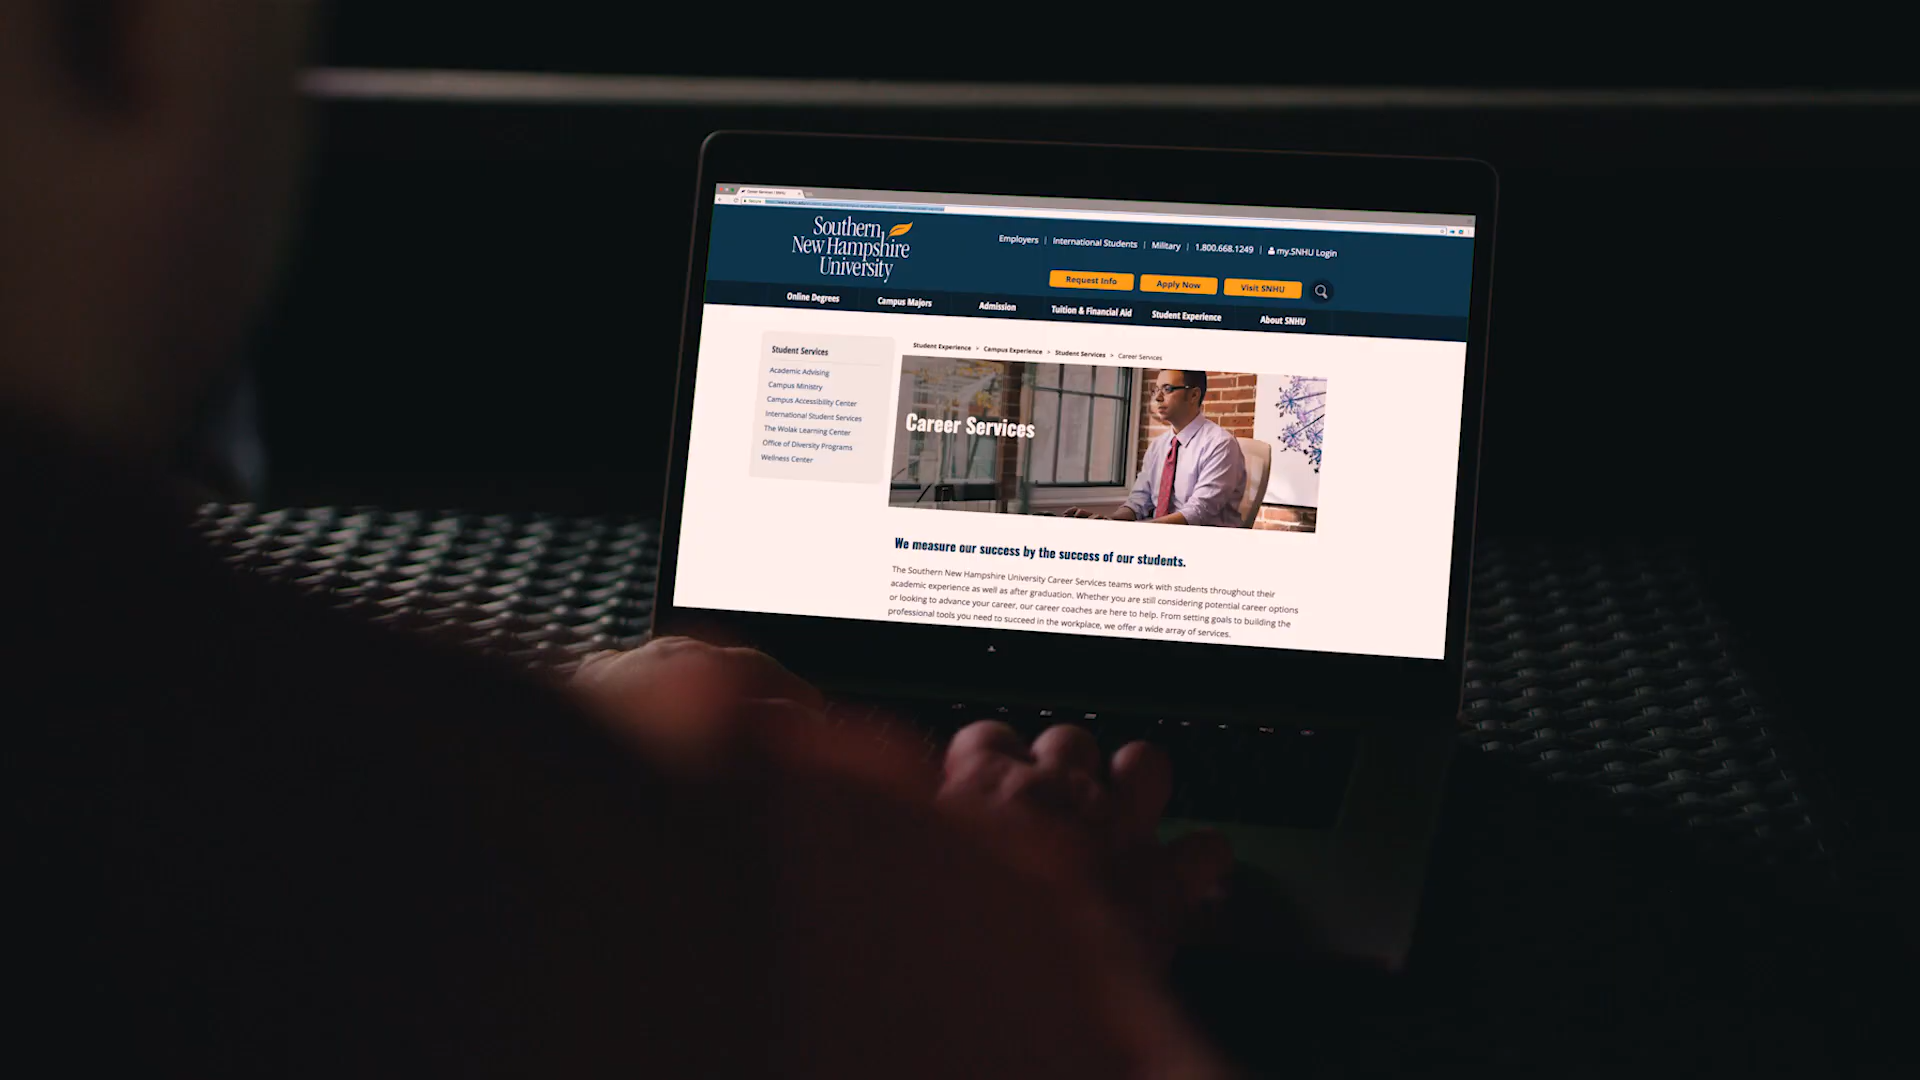 Southern
New Hampshire
University
Employers | International Students | Military | 1.800.668.1249 | my.SNHU Login
Request Info
Apply Now
Visit SNHU
Online Degrees
Campus Majors
Admission
Tuition & Financial Aid
Student Experience
About SNHU
Student Services
Academic Advising
Campus Ministry
Campus Accessibility Center
International Student Services
The Wolak Learning Center
Office of Diversity Programs
Wellness Center
Student Experience > Campus Experience > Student Services > Career Services
Career Services
We measure our success by the success of our students.
The Southern New Hampshire University Career Services teams work with students throughout their
academic experience as well as after graduation. Whether you are still considering potential career options
or looking to advance your career, our career coaches are here to help. From setting goals to building the
professional tools you need to succeed in the workplace, we offer a wide array of services.